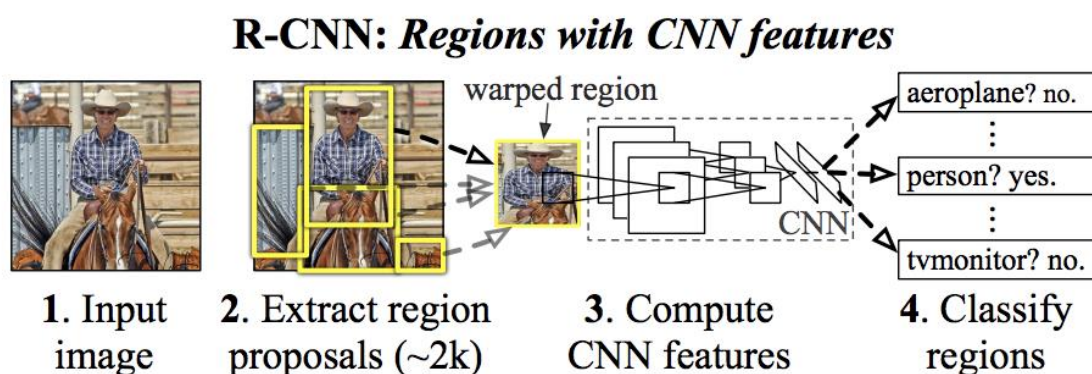 R-CNN: Regions with CNN features
warped region
aeroplane? no.
person? yes.
CNN
tvmonitor? no.
1. Input
image
2. Extract region
proposals (~2k)
3. Compute
CNN features
4. Classify
regions